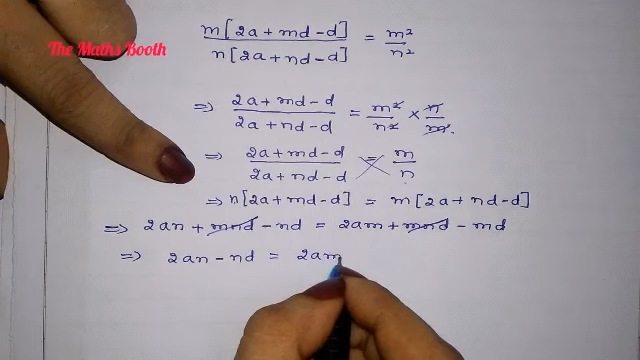 m[2a+md-d] / n[2a+nd-d] = m²/n²
The Maths Booth
⇒ 2a+md-d / 2a+nd-d = m²/n² × n/m.
⇒ 2a+md-d / 2a+nd-d = m/n
⇒ n[2a+md-d] = m[2a+nd-d]
⇒ 2an + mnd - nd = 2am + mnd - md
⇒ 2an - nd = 2am